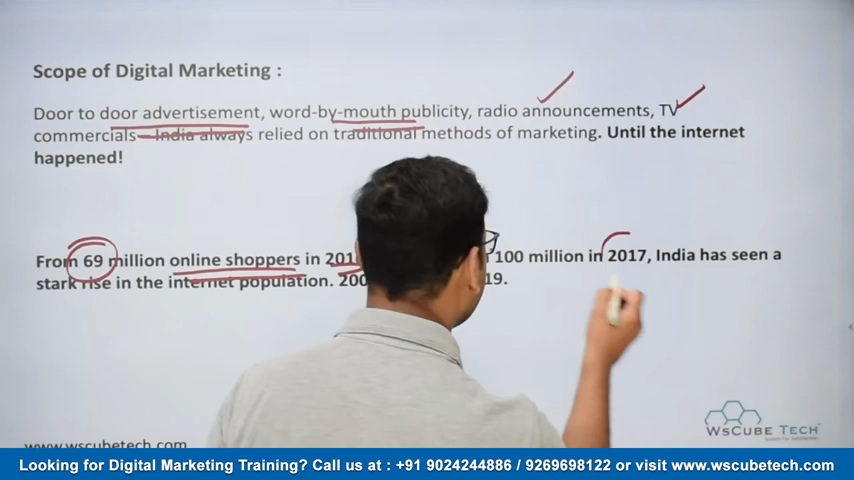 Scope of Digital Marketing :
Door to door advertisement, word-by-mouth publicity, radio announcements, TV
commercials India always relied on traditional methods of marketing. Until the internet
happened!
From 69 million online shoppers in 100 million in 2017, India has seen a
stark rise in the internet population. 19.
WsCube Tech
www.wscubetech.com
Looking for Digital Marketing Training? Call us at : +91 9024244886 / 9269698122 or visit www.wscubetech.com